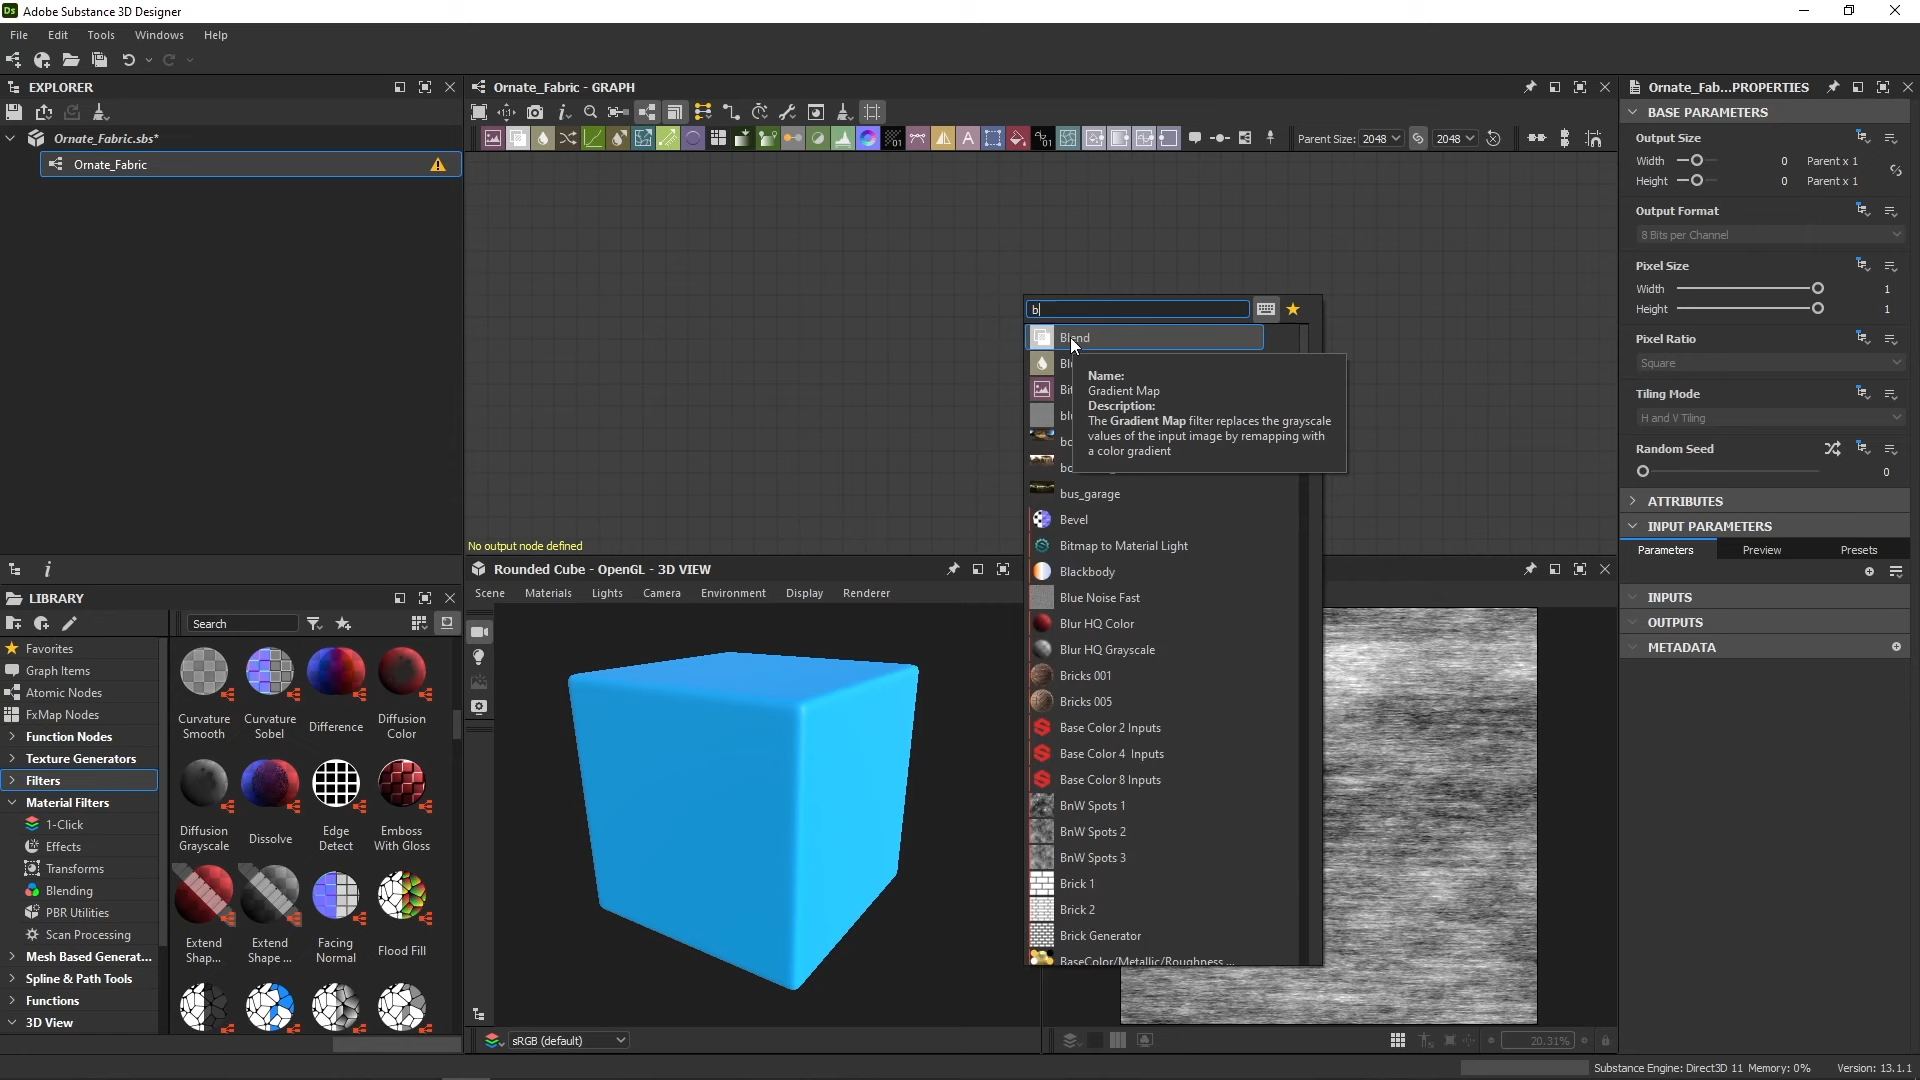 Ds Adobe Substance 3D Designer
File Edit Tools Windows Help
EXPLORER
Ornate_Fabric.sbs*
Ornate_Fabric
Ornate_Fabric - GRAPH
Parent Size: 2048 2048
b
Blend
Name:
Gradient Map
Description:
The Gradient Map filter replaces the grayscale
values of the input image by remapping with
a color gradient
bus_garage
Bevel
Bitmap to Material Light
Blackbody
Blue Noise Fast
Blur HQ Color
Blur HQ Grayscale
Bricks 001
Bricks 005
Base Color 2 Inputs
Base Color 4 Inputs
Base Color 8 Inputs
BnW Spots 1
BnW Spots 2
BnW Spots 3
Brick 1
Brick 2
Brick Generator
BaseColor/Metallic/Roughness ...
No output node defined
Rounded Cube - OpenGL - 3D VIEW
Scene Materials Lights Camera Environment Display Renderer
sRGB (default)
20.31%
LIBRARY
Search
Favorites
Graph Items
Atomic Nodes
FxMap Nodes
Function Nodes
Texture Generators
Filters
Material Filters
1-Click
Effects
Transforms
Blending
PBR Utilities
Scan Processing
Mesh Based Generat...
Spline & Path Tools
Functions
3D View
Curvature Smooth
Curvature Sobel
Difference
Diffusion Color
Diffusion Grayscale
Dissolve
Edge Detect
Emboss With Gloss
Extend Shap...
Extend Shape ...
Facing Normal
Flood Fill
Ornate_Fab...PROPERTIES
BASE PARAMETERS
Output Size
Width 0 Parent x 1
Height 0 Parent x 1
Output Format
8 Bits per Channel
Pixel Size
Width 1
Height 1
Pixel Ratio
Square
Tiling Mode
H and V Tiling
Random Seed
0
ATTRIBUTES
INPUT PARAMETERS
Parameters Preview Presets
INPUTS
OUTPUTS
METADATA
Substance Engine: Direct3D 11 Memory: 0% Version: 13.1.1